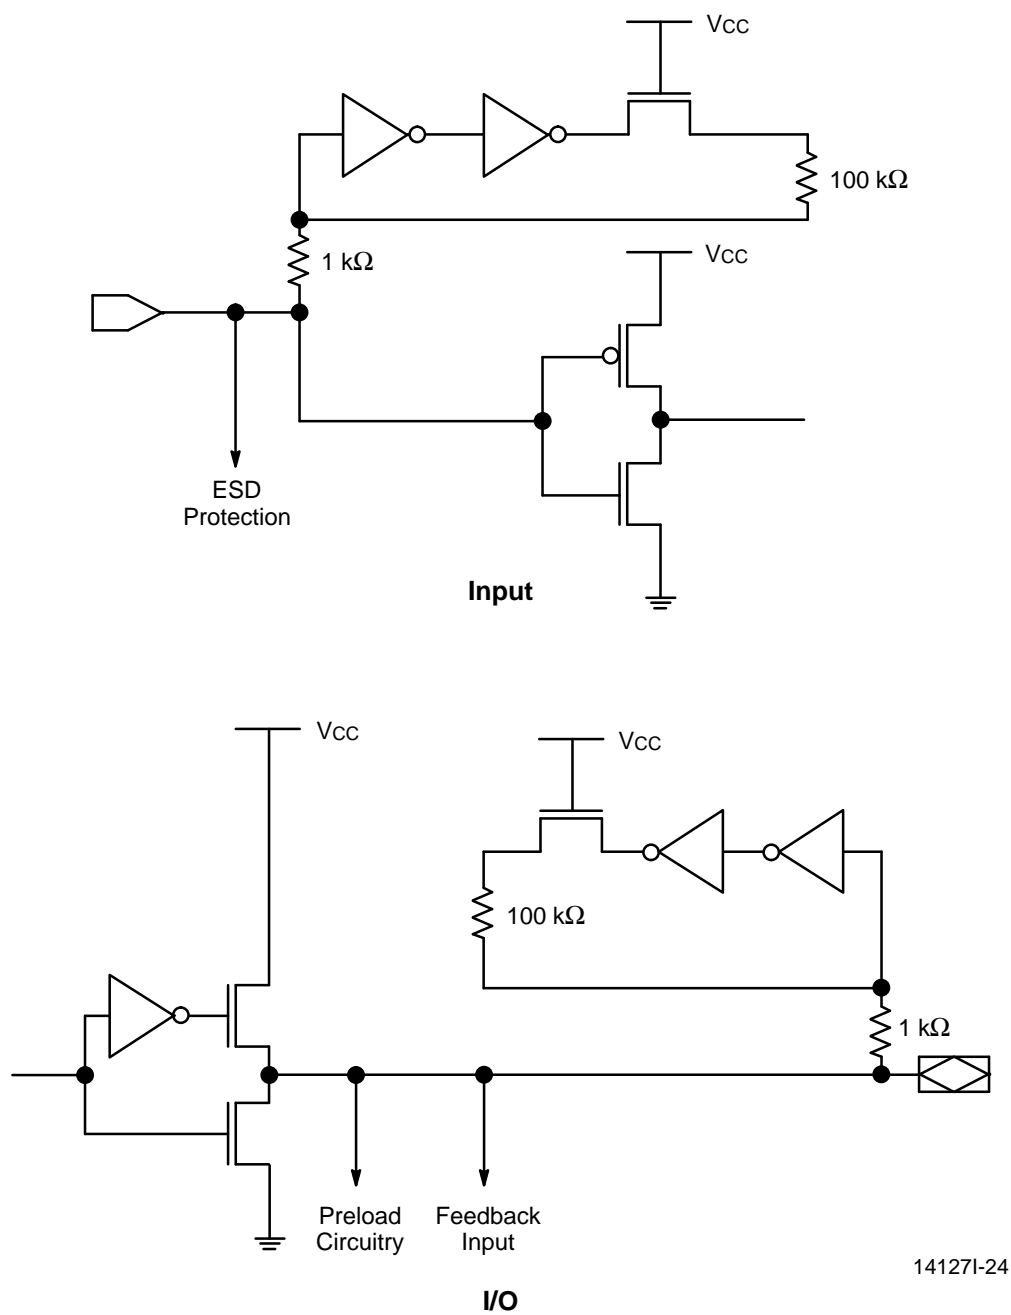 VCC
100 kΩ
1 kΩ
VCC
ESD
Protection
Input
VCC
VCC
100 kΩ
1 kΩ
Preload
Circuitry
Feedback
Input
14127I-24
I/O